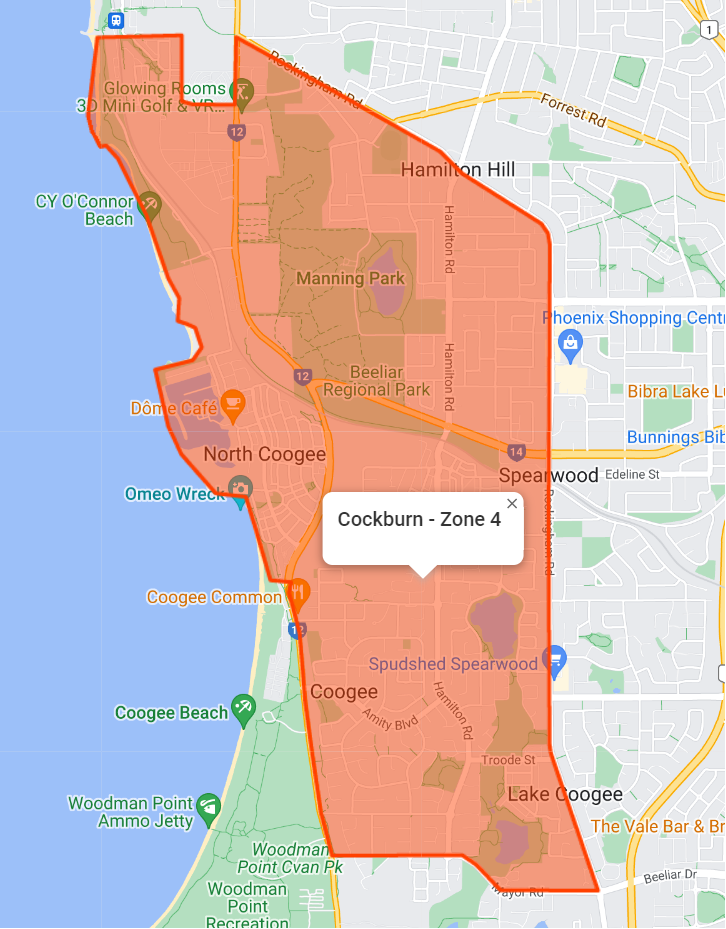 1
Rockingham Rd
Glowing Rooms
3D Mini Golf & VR...
Forrest Rd
12
Hamilton Hill
CY O'Connor
Beach
Hamilton Rd
Manning Park
Phoenix Shopping Cent
12
Beeliar
Regional Park
Hamilton Rd
Bibra Lake L
Dôme Café
Bunnings Bib
North Coogee
14
Spearwood
Edeline St
Omeo Wreck
Rockingham Rd
Cockburn - Zone 4
Coogee Common
12
Spudshed Spearwood
Coogee
Hamilton Rd
Coogee Beach
Amity Blvd
Troode St
Lake Coogee
Woodman Point
Ammo Jetty
The Vale Bar & Br
Woodman
Point Cvan Pk
Beeliar Dr
Woodman
Point
Recreation
Mayor Rd